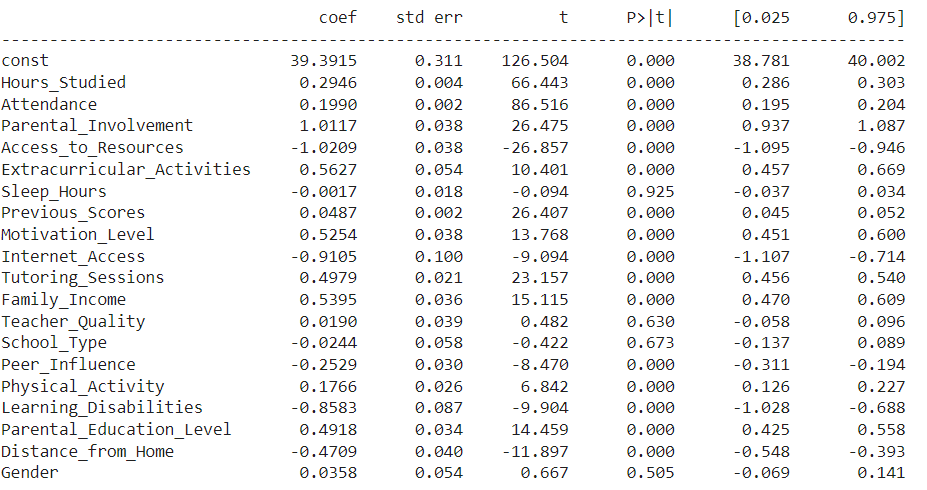 coef std err t P>|t| [0.025 0.975]
-----------------------------------------------------------------------------------------
const 39.3915 0.311 126.504 0.000 38.781 40.002
Hours_Studied 0.2946 0.004 66.443 0.000 0.286 0.303
Attendance 0.1990 0.002 86.516 0.000 0.195 0.204
Parental_Involvement 1.0117 0.038 26.475 0.000 0.937 1.087
Access_to_Resources -1.0209 0.038 -26.857 0.000 -1.095 -0.946
Extracurricular_Activities 0.5627 0.054 10.401 0.000 0.457 0.669
Sleep_Hours -0.0017 0.018 -0.094 0.925 -0.037 0.034
Previous_Scores 0.0487 0.002 26.407 0.000 0.045 0.052
Motivation_Level 0.5254 0.038 13.768 0.000 0.451 0.600
Internet_Access -0.9105 0.100 -9.094 0.000 -1.107 -0.714
Tutoring_Sessions 0.4979 0.021 23.157 0.000 0.456 0.540
Family_Income 0.5395 0.036 15.115 0.000 0.470 0.609
Teacher_Quality 0.0190 0.039 0.482 0.630 -0.058 0.096
School_Type -0.0244 0.058 -0.422 0.673 -0.137 0.089
Peer_Influence -0.2529 0.030 -8.470 0.000 -0.311 -0.194
Physical_Activity 0.1766 0.026 6.842 0.000 0.126 0.227
Learning_Disabilities -0.8583 0.087 -9.904 0.000 -1.028 -0.688
Parental_Education_Level 0.4918 0.034 14.459 0.000 0.425 0.558
Distance_from_Home -0.4709 0.040 -11.897 0.000 -0.548 -0.393
Gender 0.0358 0.054 0.667 0.505 -0.069 0.141